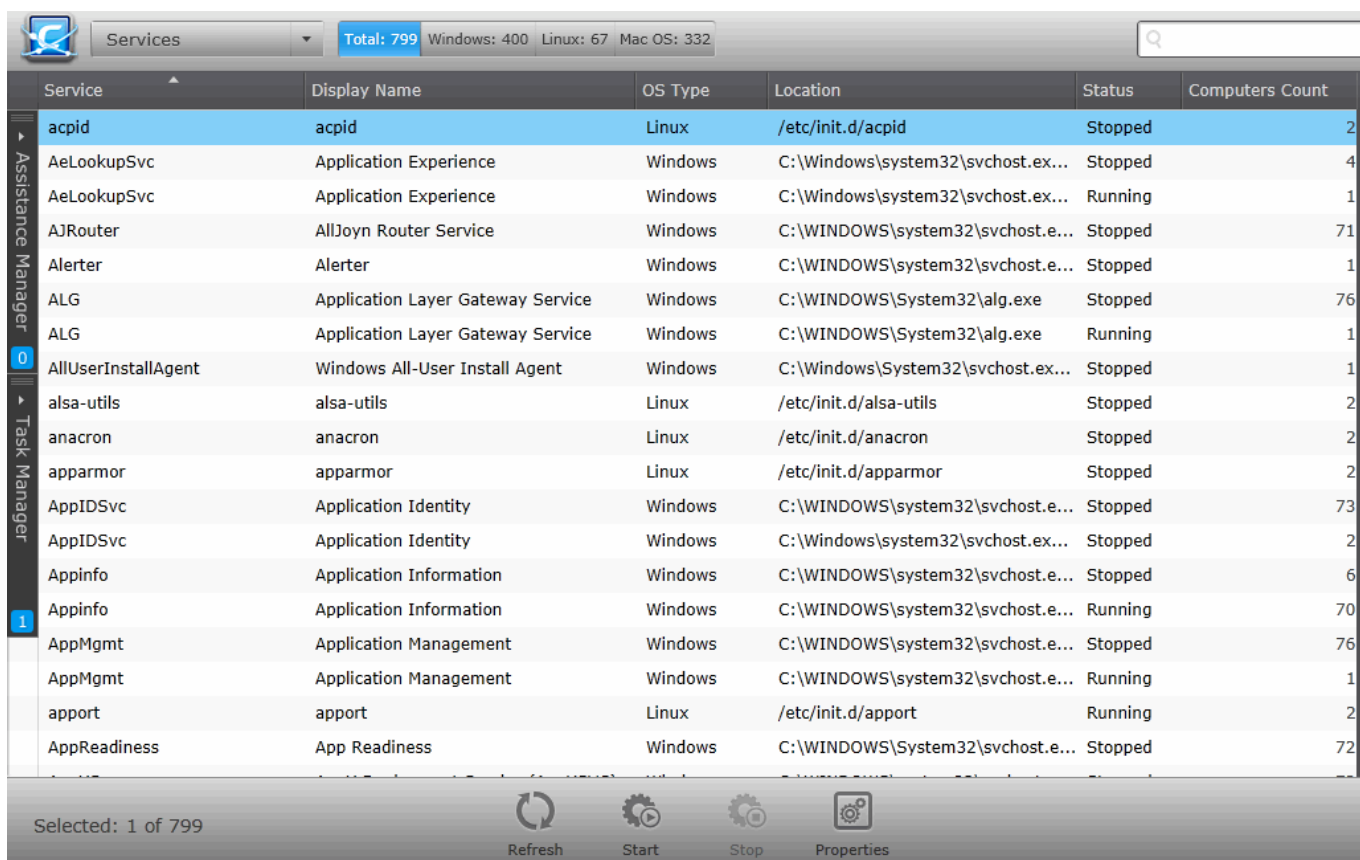 Services Total: 799 Windows: 400 Linux: 67 Mac OS: 332
Service Display Name OS Type Location Status Computers Count
acpid acpid Linux /etc/init.d/acpid Stopped 2
AeLookupSvc Application Experience Windows C:\Windows\system32\svchost.ex... Stopped 4
AeLookupSvc Application Experience Windows C:\Windows\system32\svchost.ex... Running 1
AJRouter AllJoyn Router Service Windows C:\WINDOWS\system32\svchost.e... Stopped 71
Alerter Alerter Windows C:\WINDOWS\system32\svchost.e... Stopped 1
ALG Application Layer Gateway Service Windows C:\WINDOWS\System32\alg.exe Stopped 76
ALG Application Layer Gateway Service Windows C:\WINDOWS\System32\alg.exe Running 1
AllUserInstallAgent Windows All-User Install Agent Windows C:\Windows\System32\svchost.ex... Stopped 1
alsa-utils alsa-utils Linux /etc/init.d/alsa-utils Stopped 2
anacron anacron Linux /etc/init.d/anacron Stopped 2
apparmor apparmor Linux /etc/init.d/apparmor Stopped 2
AppIDSvc Application Identity Windows C:\WINDOWS\system32\svchost.e... Stopped 73
AppIDSvc Application Identity Windows C:\Windows\system32\svchost.ex... Stopped 2
Appinfo Application Information Windows C:\WINDOWS\system32\svchost.e... Stopped 6
Appinfo Application Information Windows C:\WINDOWS\system32\svchost.e... Running 70
AppMgmt Application Management Windows C:\WINDOWS\system32\svchost.e... Stopped 76
AppMgmt Application Management Windows C:\WINDOWS\system32\svchost.e... Running 1
apport apport Linux /etc/init.d/apport Running 2
AppReadiness App Readiness Windows C:\WINDOWS\System32\svchost.e... Stopped 72
Assistance Manager
0
Task Manager
1
Selected: 1 of 799
Refresh Start Stop Properties